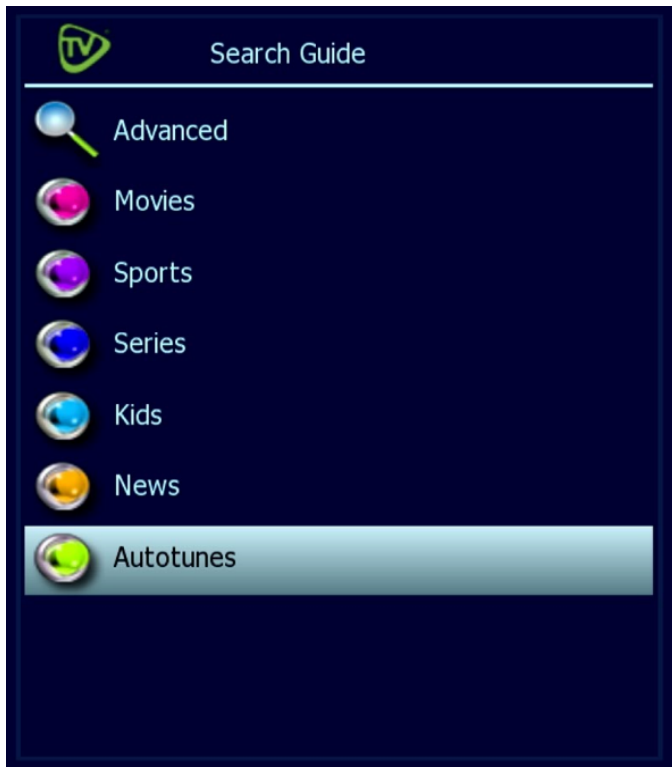 TV
Search Guide
Advanced
Movies
Sports
Series
Kids
News
Autotunes